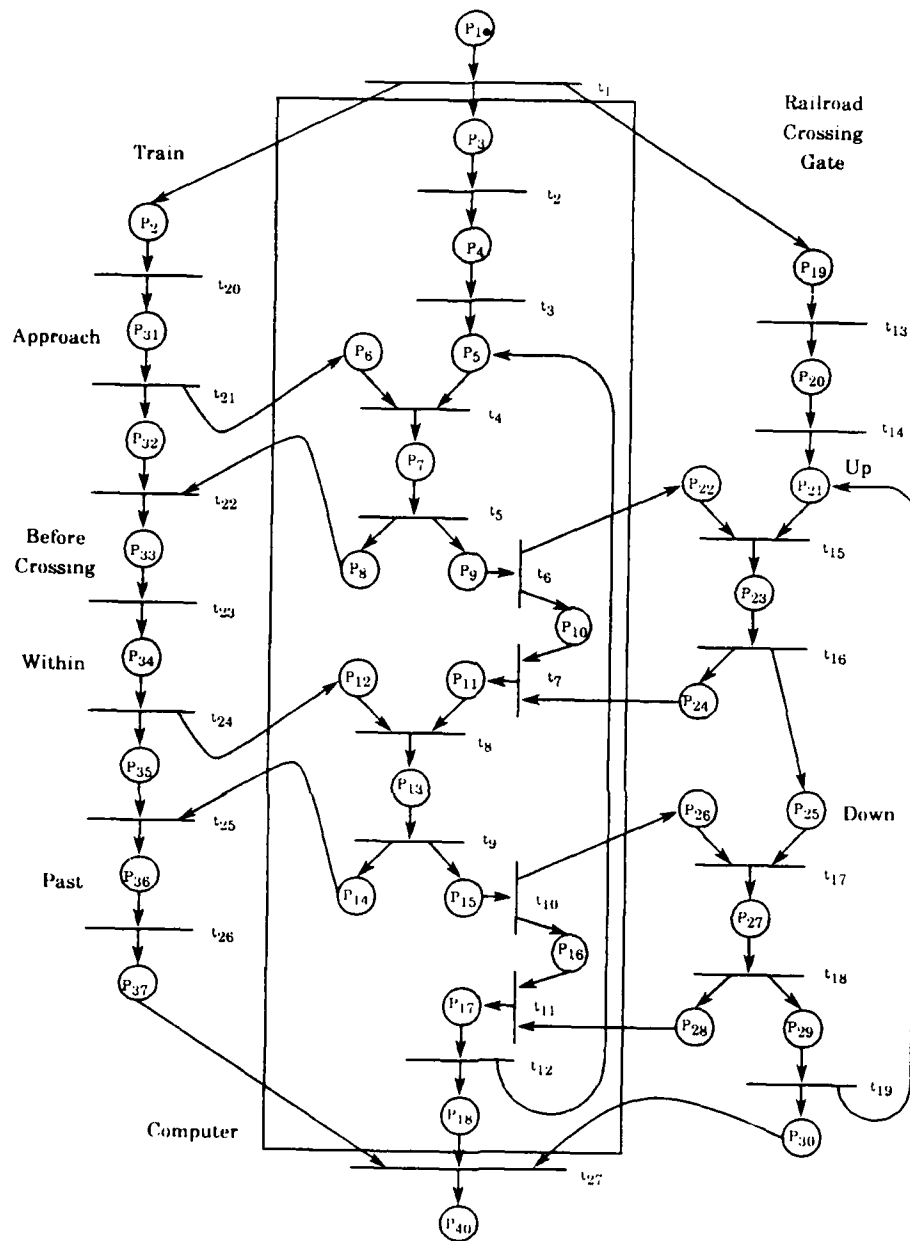 P1
t1
Railroad
Crossing
Gate
Train
P3
P2
t2
P4
P19
t20
t3
t13
Approach
P31
P6
P5
P20
t21
t4
t14
P32
P7
Up
P22
P21
t22
t5
t15
Before
Crossing
P33
P8
P9
t6
P23
t23
P10
t16
Within
P34
P12
P11
t7
P24
t24
t8
P35
P13
P26
P25
Down
t25
t9
t17
Past
P36
P14
P15
t10
P27
t26
P16
t18
P37
P17
t11
P28
P29
t12
t19
Computer
P18
P30
t27
P40